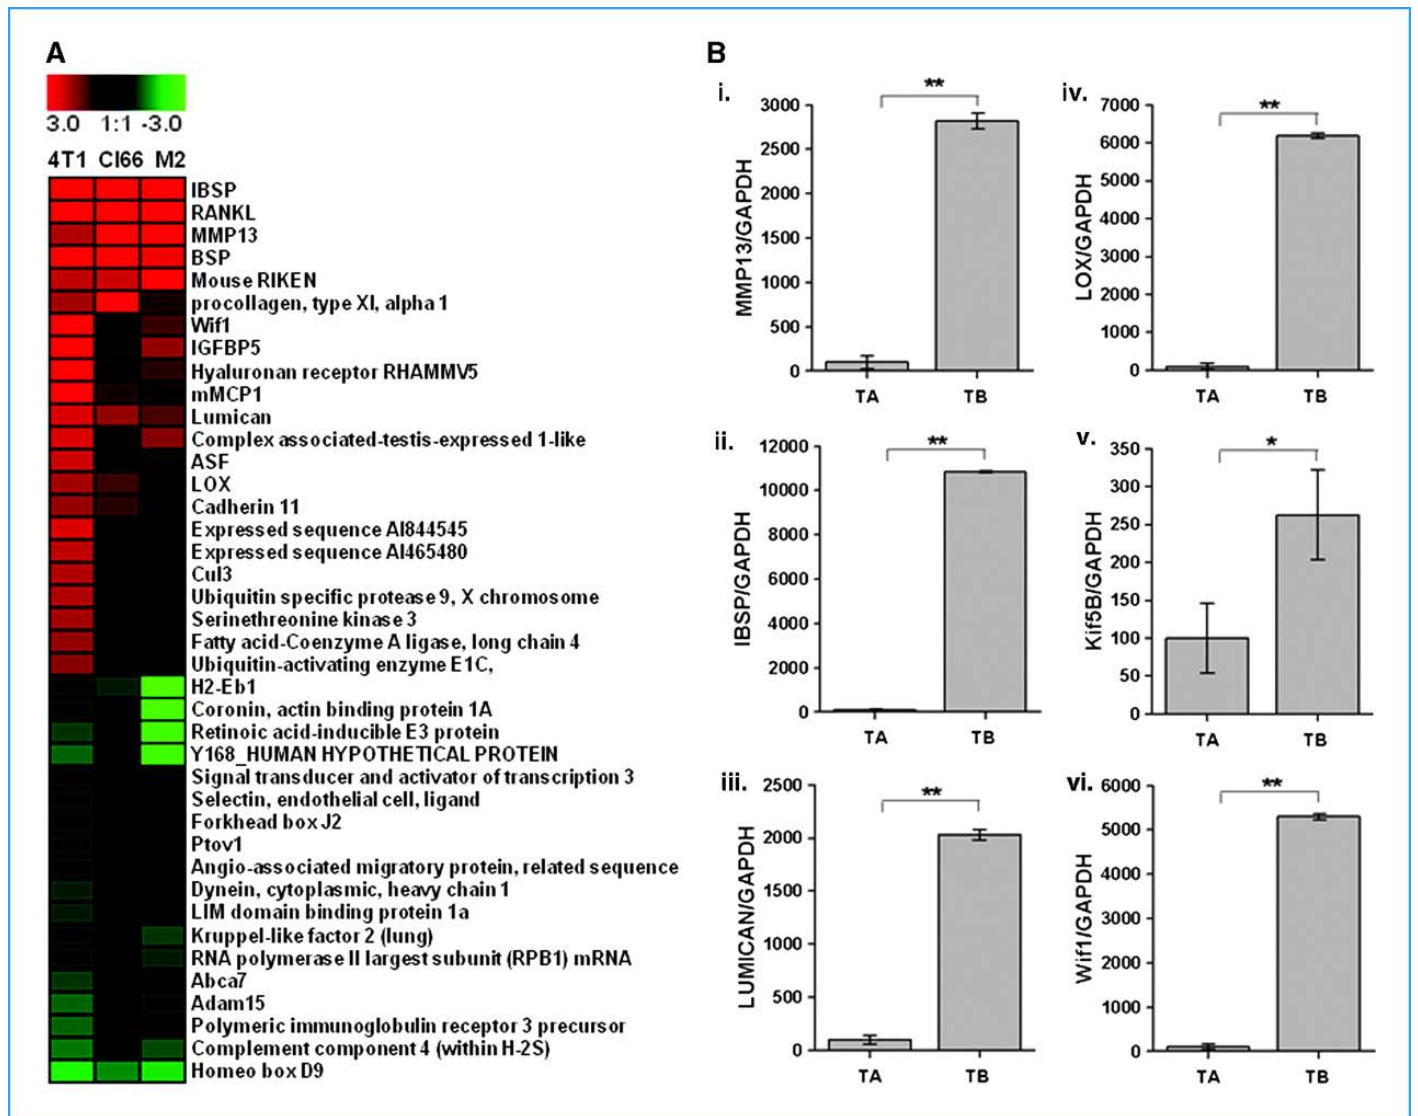 A
3.0 1:1 -3.0
4T1 Cl66 M2
IBSP
RANKL
MMP13
BSP
Mouse RIKEN
procollagen, type XI, alpha 1
Wif1
IGFBP5
Hyaluronan receptor RHAMMV5
mMCP1
Lumican
Complex associated-testis-expressed 1-like
ASF
LOX
Cadherin 11
Expressed sequence AI844545
Expressed sequence AI465480
Cul3
Ubiquitin specific protease 9, X chromosome
Serinethreonine kinase 3
Fatty acid-Coenzyme A ligase, long chain 4
Ubiquitin-activating enzyme E1C,
H2-Eb1
Coronin, actin binding protein 1A
Retinoic acid-inducible E3 protein
Y168_HUMAN HYPOTHETICAL PROTEIN
Signal transducer and activator of transcription 3
Selectin, endothelial cell, ligand
Forkhead box J2
Ptov1
Angio-associated migratory protein, related sequence
Dynein, cytoplasmic, heavy chain 1
LIM domain binding protein 1a
Kruppel-like factor 2 (lung)
RNA polymerase II largest subunit (RPB1) mRNA
Abca7
Adam15
Polymeric immunoglobulin receptor 3 precursor
Complement component 4 (within H-2S)
Homeo box D9
B
i.
MMP13/GAPDH
3000
2500
2000
1500
1000
500
0
**
TA TB
ii.
IBSP/GAPDH
12000
10000
8000
6000
4000
2000
0
**
TA TB
iii.
LUMICAN/GAPDH
2500
2000
1500
1000
500
0
**
TA TB
iv.
LOX/GAPDH
7000
6000
5000
4000
3000
2000
1000
0
**
TA TB
v.
Kif5B/GAPDH
350
300
250
200
150
100
50
0
*
TA TB
vi.
Wif1/GAPDH
6000
5000
4000
3000
2000
1000
0
**
TA TB